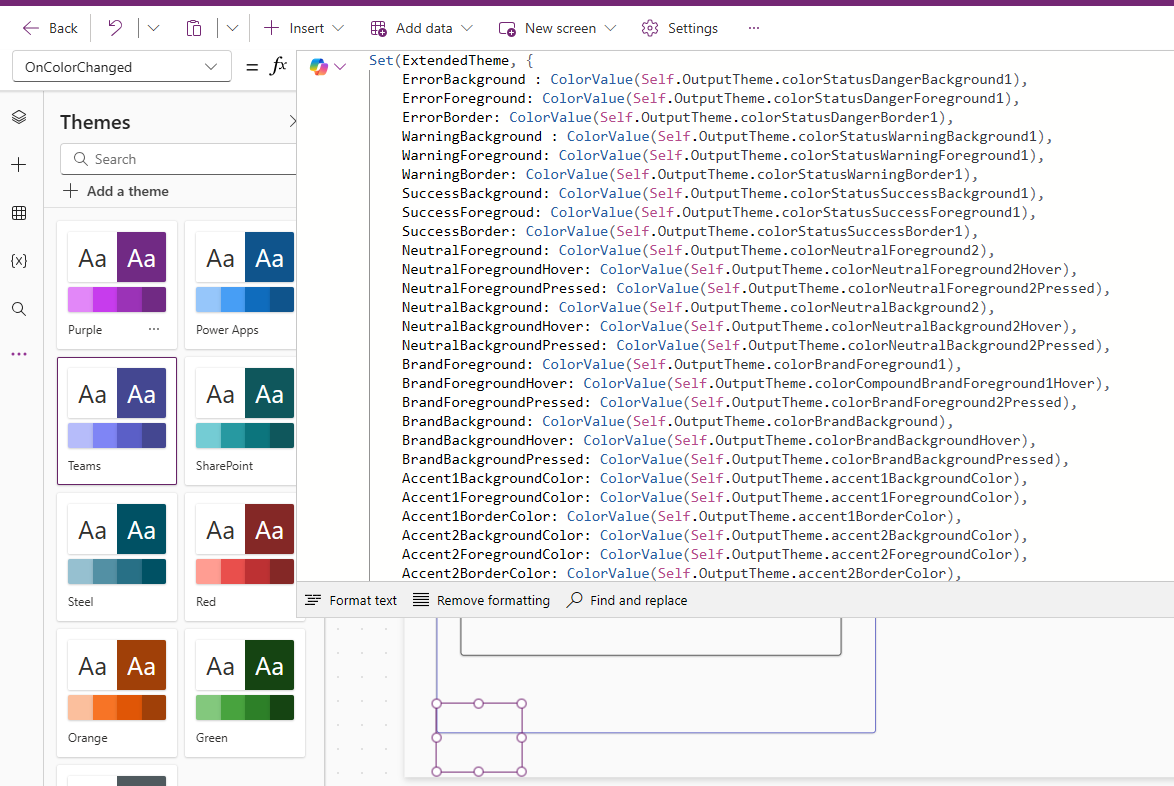 Back
Insert
Add data
New screen
Settings
...
OnColorChanged
=
fx
Set(ExtendedTheme, {
ErrorBackground : ColorValue(Self.OutputTheme.colorStatusDangerBackground1),
ErrorForeground: ColorValue(Self.OutputTheme.colorStatusDangerForeground1),
ErrorBorder: ColorValue(Self.OutputTheme.colorStatusDangerBorder1),
WarningBackground : ColorValue(Self.OutputTheme.colorStatusWarningBackground1),
WarningForeground: ColorValue(Self.OutputTheme.colorStatusWarningForeground1),
WarningBorder: ColorValue(Self.OutputTheme.colorStatusWarningBorder1),
SuccessBackground: ColorValue(Self.OutputTheme.colorStatusSuccessBackground1),
SuccessForegroud: ColorValue(Self.OutputTheme.colorStatusSuccessForeground1),
SuccessBorder: ColorValue(Self.OutputTheme.colorStatusSuccessBorder1),
NeutralForeground: ColorValue(Self.OutputTheme.colorNeutralForeground2),
NeutralForegroundHover: ColorValue(Self.OutputTheme.colorNeutralForeground2Hover),
NeutralForegroundPressed: ColorValue(Self.OutputTheme.colorNeutralForeground2Pressed),
NeutralBackground: ColorValue(Self.OutputTheme.colorNeutralBackground2),
NeutralBackgroundHover: ColorValue(Self.OutputTheme.colorNeutralBackground2Hover),
NeutralBackgroundPressed: ColorValue(Self.OutputTheme.colorNeutralBackground2Pressed),
BrandForeground: ColorValue(Self.OutputTheme.colorBrandForeground1),
BrandForegroundHover: ColorValue(Self.OutputTheme.colorCompoundBrandForeground1Hover),
BrandForegroundPressed: ColorValue(Self.OutputTheme.colorBrandForeground2Pressed),
BrandBackground: ColorValue(Self.OutputTheme.colorBrandBackground),
BrandBackgroundHover: ColorValue(Self.OutputTheme.colorBrandBackgroundHover),
BrandBackgroundPressed: ColorValue(Self.OutputTheme.colorBrandBackgroundPressed),
Accent1BackgroundColor: ColorValue(Self.OutputTheme.accent1BackgroundColor),
Accent1ForegroundColor: ColorValue(Self.OutputTheme.accent1ForegroundColor),
Accent1BorderColor: ColorValue(Self.OutputTheme.accent1BorderColor),
Accent2BackgroundColor: ColorValue(Self.OutputTheme.accent2BackgroundColor),
Accent2ForegroundColor: ColorValue(Self.OutputTheme.accent2ForegroundColor),
Accent2BorderColor: ColorValue(Self.OutputTheme.accent2BorderColor),
Format text
Remove formatting
Find and replace
{x}
...
Themes
Search
Add a theme
Aa Aa
Purple ...
Aa Aa
Power Apps
Aa Aa
Teams
Aa Aa
SharePoint
Aa Aa
Steel
Aa Aa
Red
Aa Aa
Orange
Aa Aa
Green